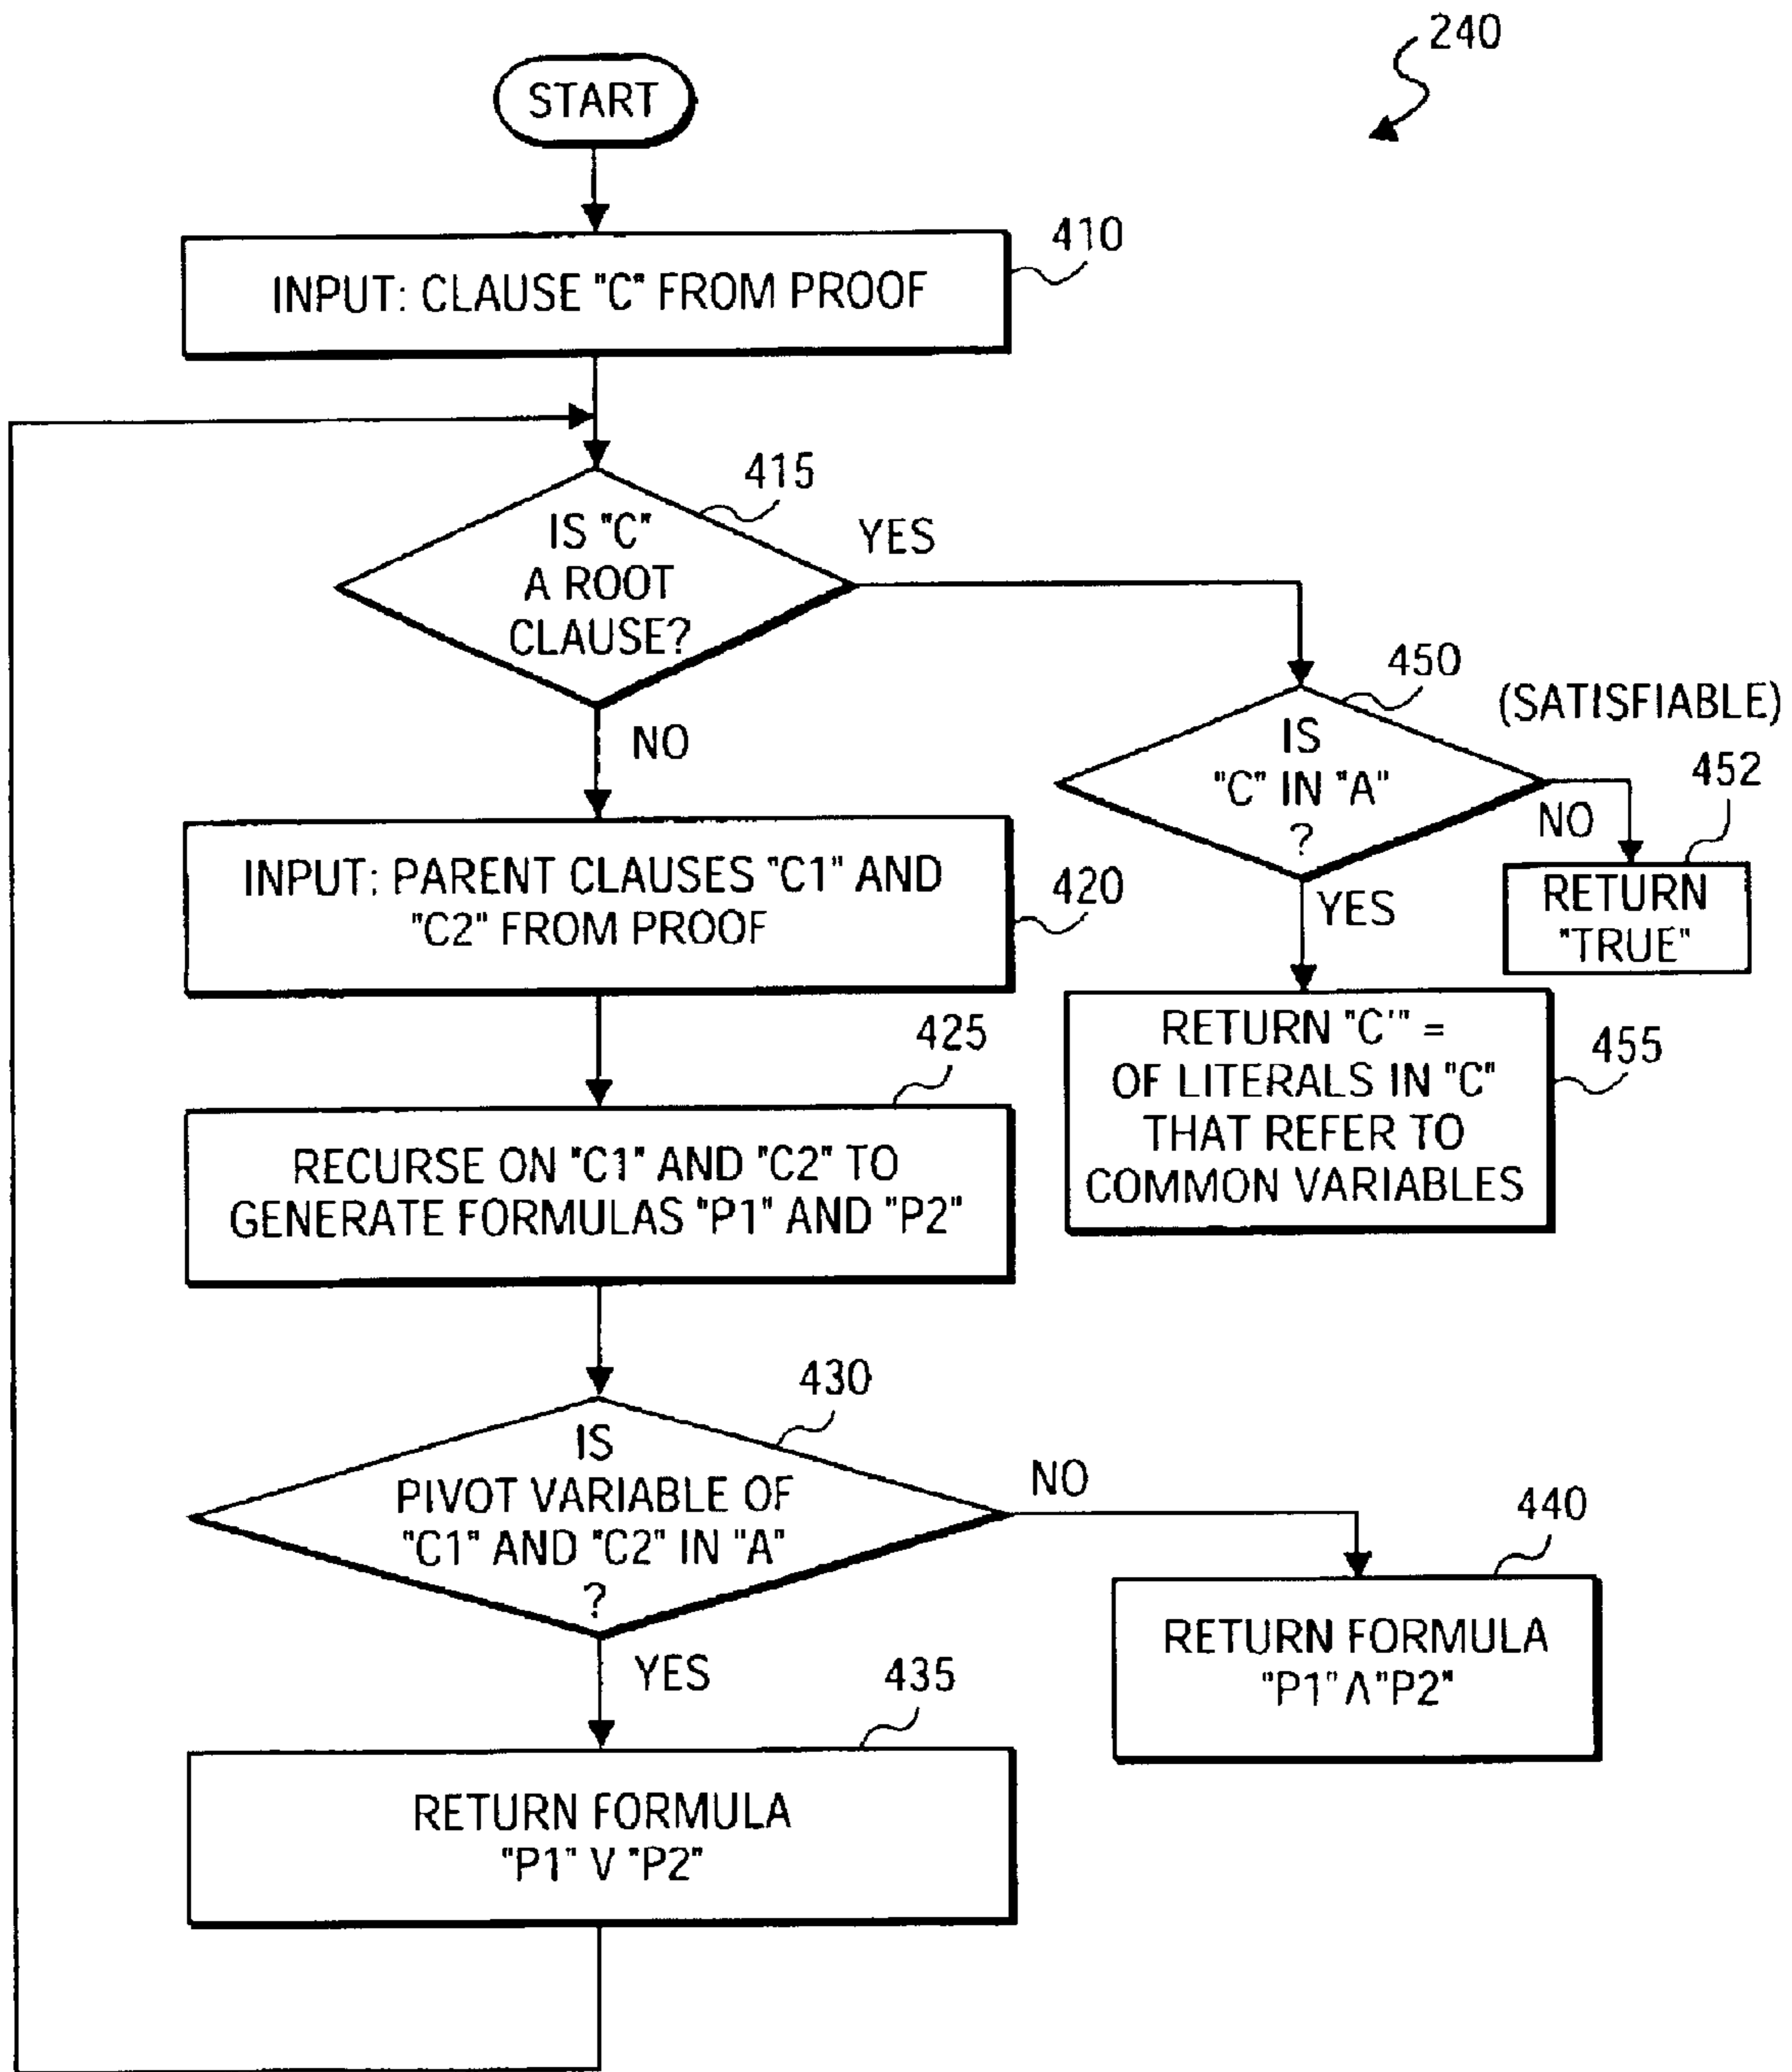 240
START
410
INPUT: CLAUSE "C" FROM PROOF
415
IS "C"
A ROOT
CLAUSE?
YES
NO
450
(SATISFIABLE)
IS
"C" IN "A"
?
NO
452
YES
RETURN
"TRUE"
INPUT: PARENT CLAUSES "C1" AND
"C2" FROM PROOF
420
RETURN "C'" =
OF LITERALS IN "C"
THAT REFER TO
COMMON VARIABLES
455
425
RECURSE ON "C1" AND "C2" TO
GENERATE FORMULAS "P1" AND "P2"
430
IS
PIVOT VARIABLE OF
"C1" AND "C2" IN "A"
?
NO
440
RETURN FORMULA
"P1" Λ "P2"
YES
435
RETURN FORMULA
"P1" V "P2"